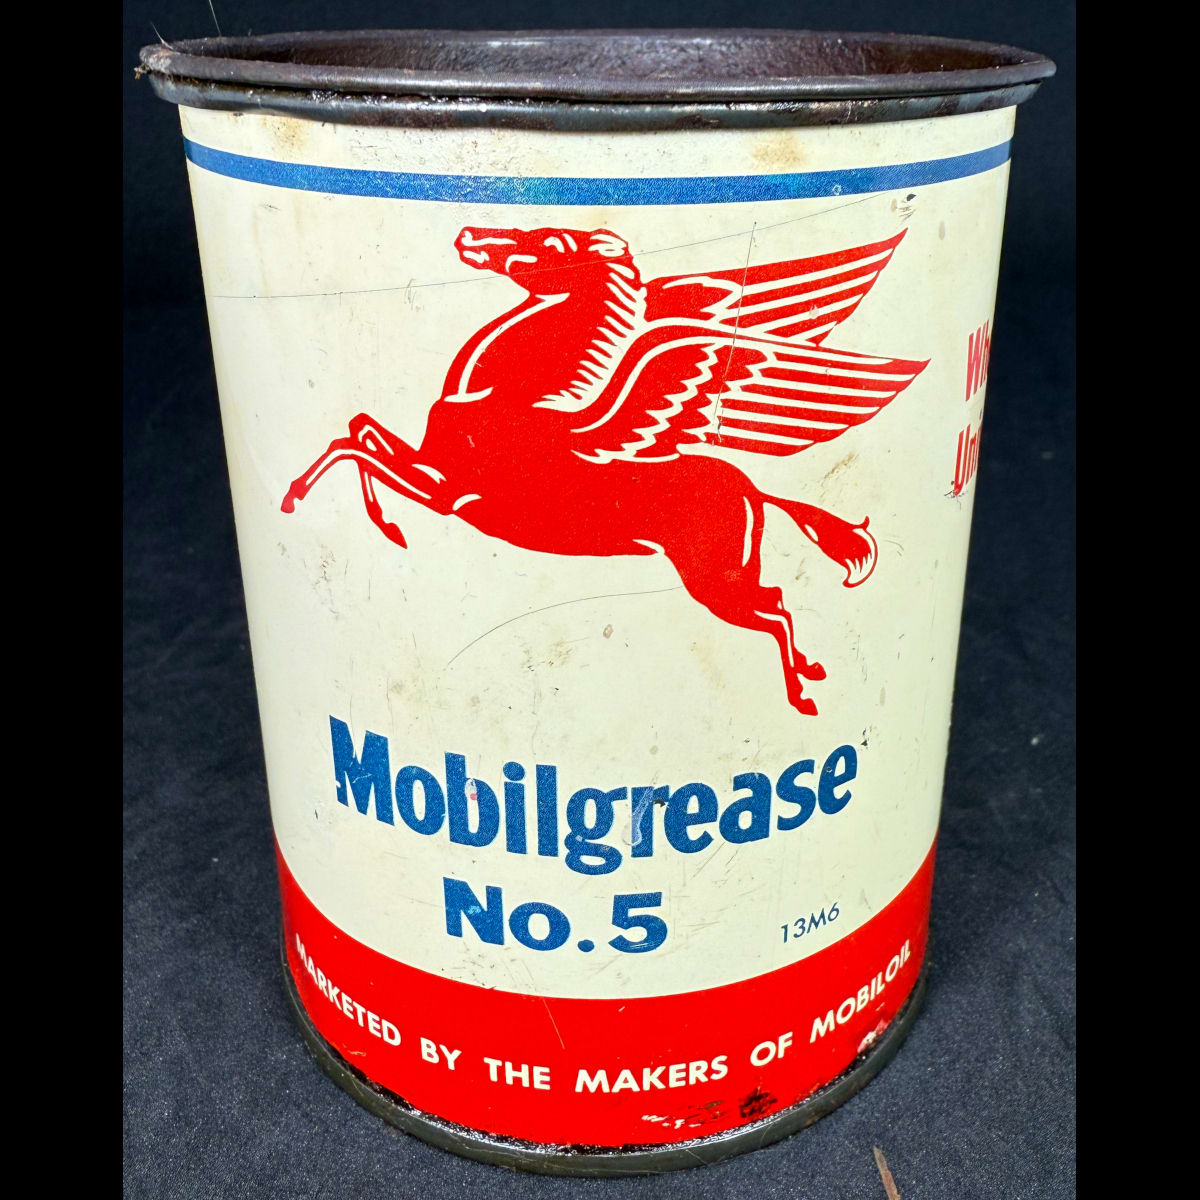 Mobilgrease
No. 5
13M6
MARKETED BY THE MAKERS OF MOBILOIL